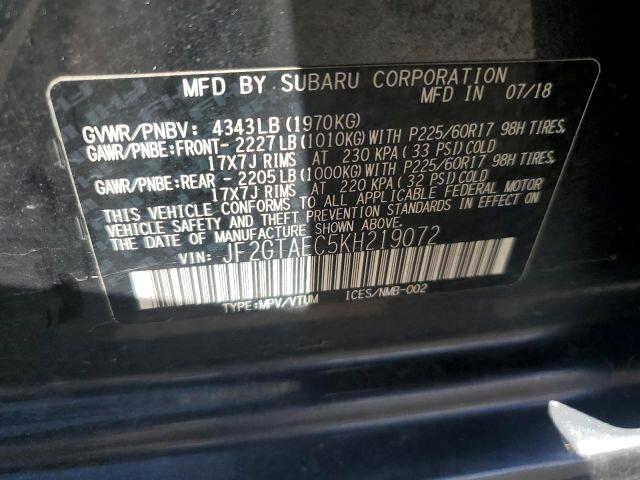 MFD BY SUBARU CORPORATION
MFD IN 07/18
GVWR/PNBV: 4343LB(1970KG)
GAWR/PNBE:FRONT- 2227LB(1010KG)WITH P225/60R17 98H TIRES,
17X7J RIMS AT 230 KPA(33 PSI)COLD
GAWR/PNBE:REAR - 2205LB(1000KG)WITH P225/60R17 98H TIRES,
17X7J RIMS AT 220 KPA(32 PSI)COLD
THIS VEHICLE CONFORMS TO ALL APPLICABLE FEDERAL MOTOR
VEHICLE SAFETY AND THEFT PREVENTION STANDARDS IN EFFECT
ON THE DATE OF MANUFACTURE SHOWN ABOVE.
VIN: JF2GTAEC5KH219072
TYPE:MPV/VTUM ICES/NMB-002